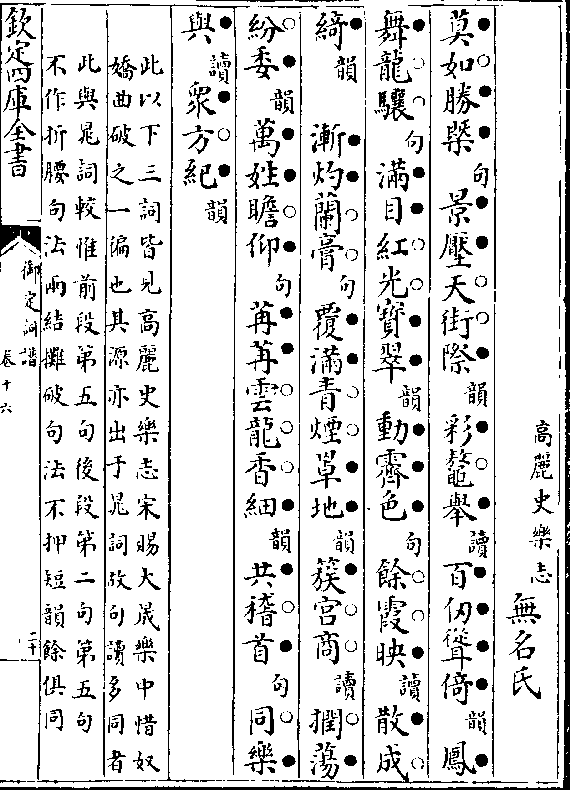 高麗史樂志　無名氏
莫如勝槩句景壓天街際韻彩鼇舉讀百仞聳倚韻鳳
舞龍驤句滿目紅光寶翠韻動霽色句餘霞映讀散成
綺韻　漸灼蘭膏句覆滿青煙罩地韻簇宮商讀摑蕩
紛委韻萬姓瞻仰句苒苒雲龍香細韻共稽首句同樂
與讀衆方紀韻
此以下三詞皆見高麗史樂志宋賜大晟樂中惜奴
嬌曲破之一徧也其源亦出于晁詞故句讀多同者
此與晁詞較惟前段第五句後段第二句第五句
不作折腰句法兩結攤破句法不押短韻餘俱同
欽定四庫全書
御定詞譜
卷十六
二十